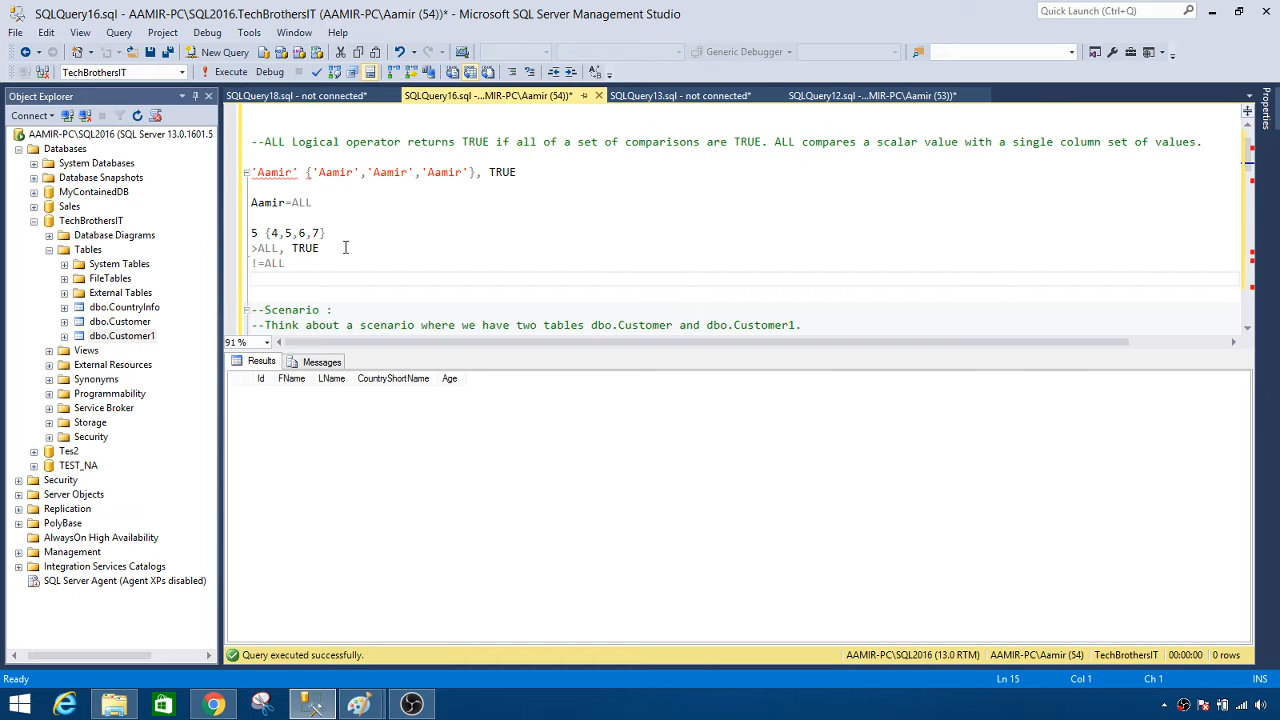 SQLQuery16.sql - AAMIR-PC\SQL2016.TechBrothersIT (AAMIR-PC\Aamir (54))* - Microsoft SQL Server Management Studio
Quick Launch (Ctrl+Q)
File Edit View Query Project Debug Tools Window Help
New Query
Generic Debugger
TechBrothersIT
Execute Debug
Object Explorer
SQLQuery18.sql - not connected*
SQLQuery16.sql -...MIR-PC\Aamir (54))*
SQLQuery13.sql - not connected*
SQLQuery12.sql -...MIR-PC\Aamir (53))*
Properties
Connect
AAMIR-PC\SQL2016 (SQL Server 13.0.1601.5
Databases
System Databases
Database Snapshots
MyContainedDB
Sales
TechBrothersIT
Database Diagrams
Tables
System Tables
FileTables
External Tables
dbo.CountryInfo
dbo.Customer
dbo.Customer1
Views
External Resources
Synonyms
Programmability
Service Broker
Storage
Security
Tes2
TEST_NA
Security
Server Objects
Replication
PolyBase
AlwaysOn High Availability
Management
Integration Services Catalogs
SQL Server Agent (Agent XPs disabled)
--ALL Logical operator returns TRUE if all of a set of comparisons are TRUE. ALL compares a scalar value with a single column set of values.
'Aamir' {'Aamir','Aamir','Aamir'}, TRUE
Aamir=ALL
5 {4,5,6,7}
>ALL, TRUE
!=ALL
--Scenario :
--Think about a scenario where we have two tables dbo.Customer and dbo.Customer1.
91 %
Results Messages
Id FName LName CountryShortName Age
Query executed successfully.
AAMIR-PC\SQL2016 (13.0 RTM) AAMIR-PC\Aamir (54) TechBrothersIT 00:00:00 0 rows
Ready
Ln 15 Col 1 Ch 1 INS